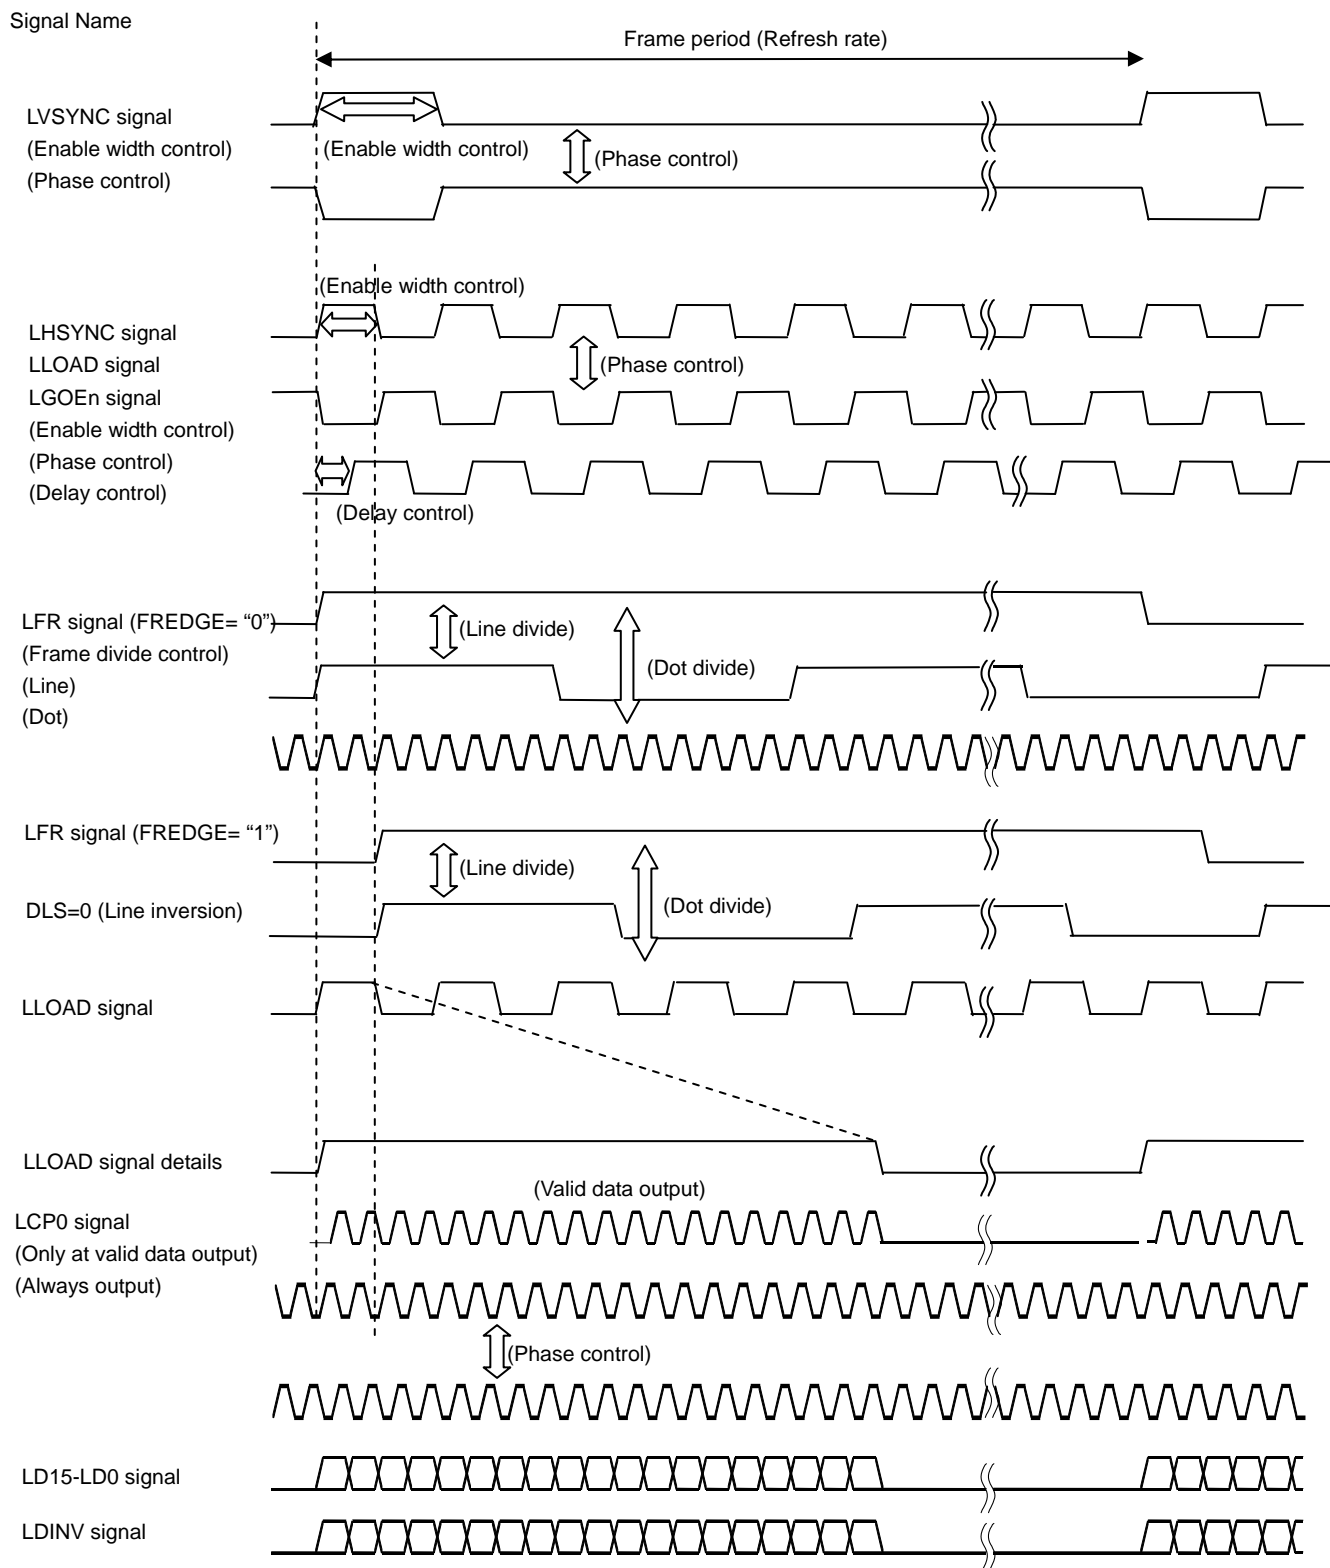 Signal Name
Frame period (Refresh rate)
LVSYNC signal
(Enable width control)
(Phase control)
(Enable width control)
(Phase control)
(Enable width control)
LHSYNC signal
LLOAD signal
LGOEn signal
(Enable width control)
(Phase control)
(Delay control)
(Phase control)
(Delay control)
LFR signal (FREDGE= “0”)
(Frame divide control)
(Line)
(Dot)
(Line divide)
(Dot divide)
LFR signal (FREDGE= “1”)
(Line divide)
DLS=0 (Line inversion)
(Dot divide)
LLOAD signal
LLOAD signal details
(Valid data output)
LCP0 signal
(Only at valid data output)
(Always output)
(Phase control)
LD15-LD0 signal
LDINV signal